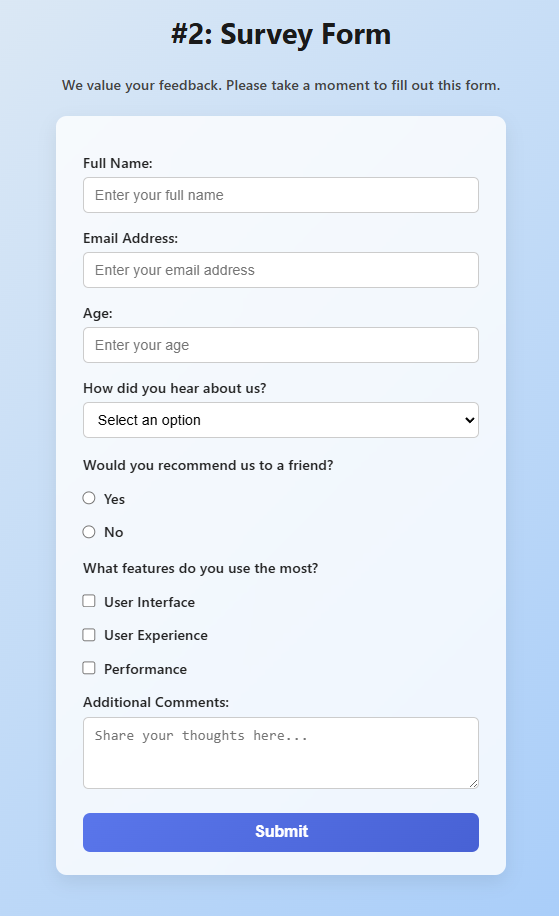 #2: Survey Form
We value your feedback. Please take a moment to fill out this form.
Full Name:
Enter your full name
Email Address:
Enter your email address
Age:
Enter your age
How did you hear about us?
Select an option
Would you recommend us to a friend?
Yes
No
What features do you use the most?
User Interface
User Experience
Performance
Additional Comments:
Share your thoughts here...
Submit